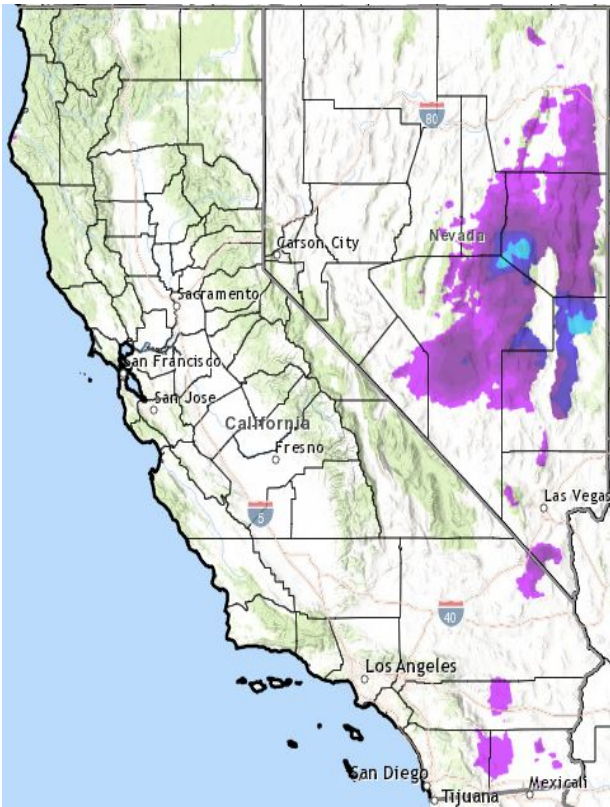 80
Nevada
Carson City
Sacramento
San Francisco
San Jose
California
Fresno
5
Las Vegas
40
Los Angeles
San Diego
Mexicali
Tijuana